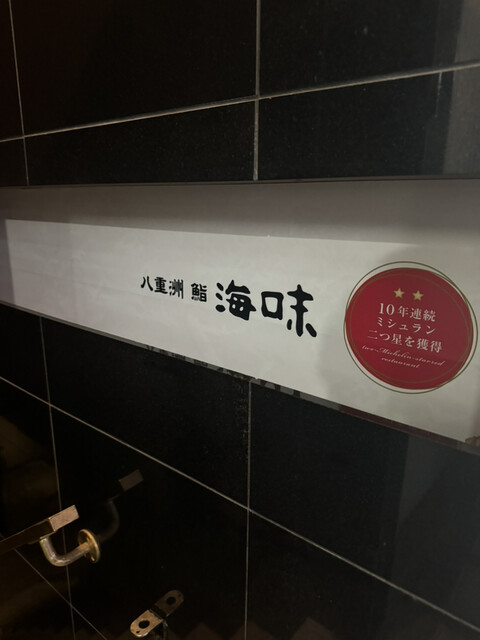 八重洲 鮨 海味
10年連続
ミシュラン
二つ星を獲得
two-Michelin-starred
restaurant